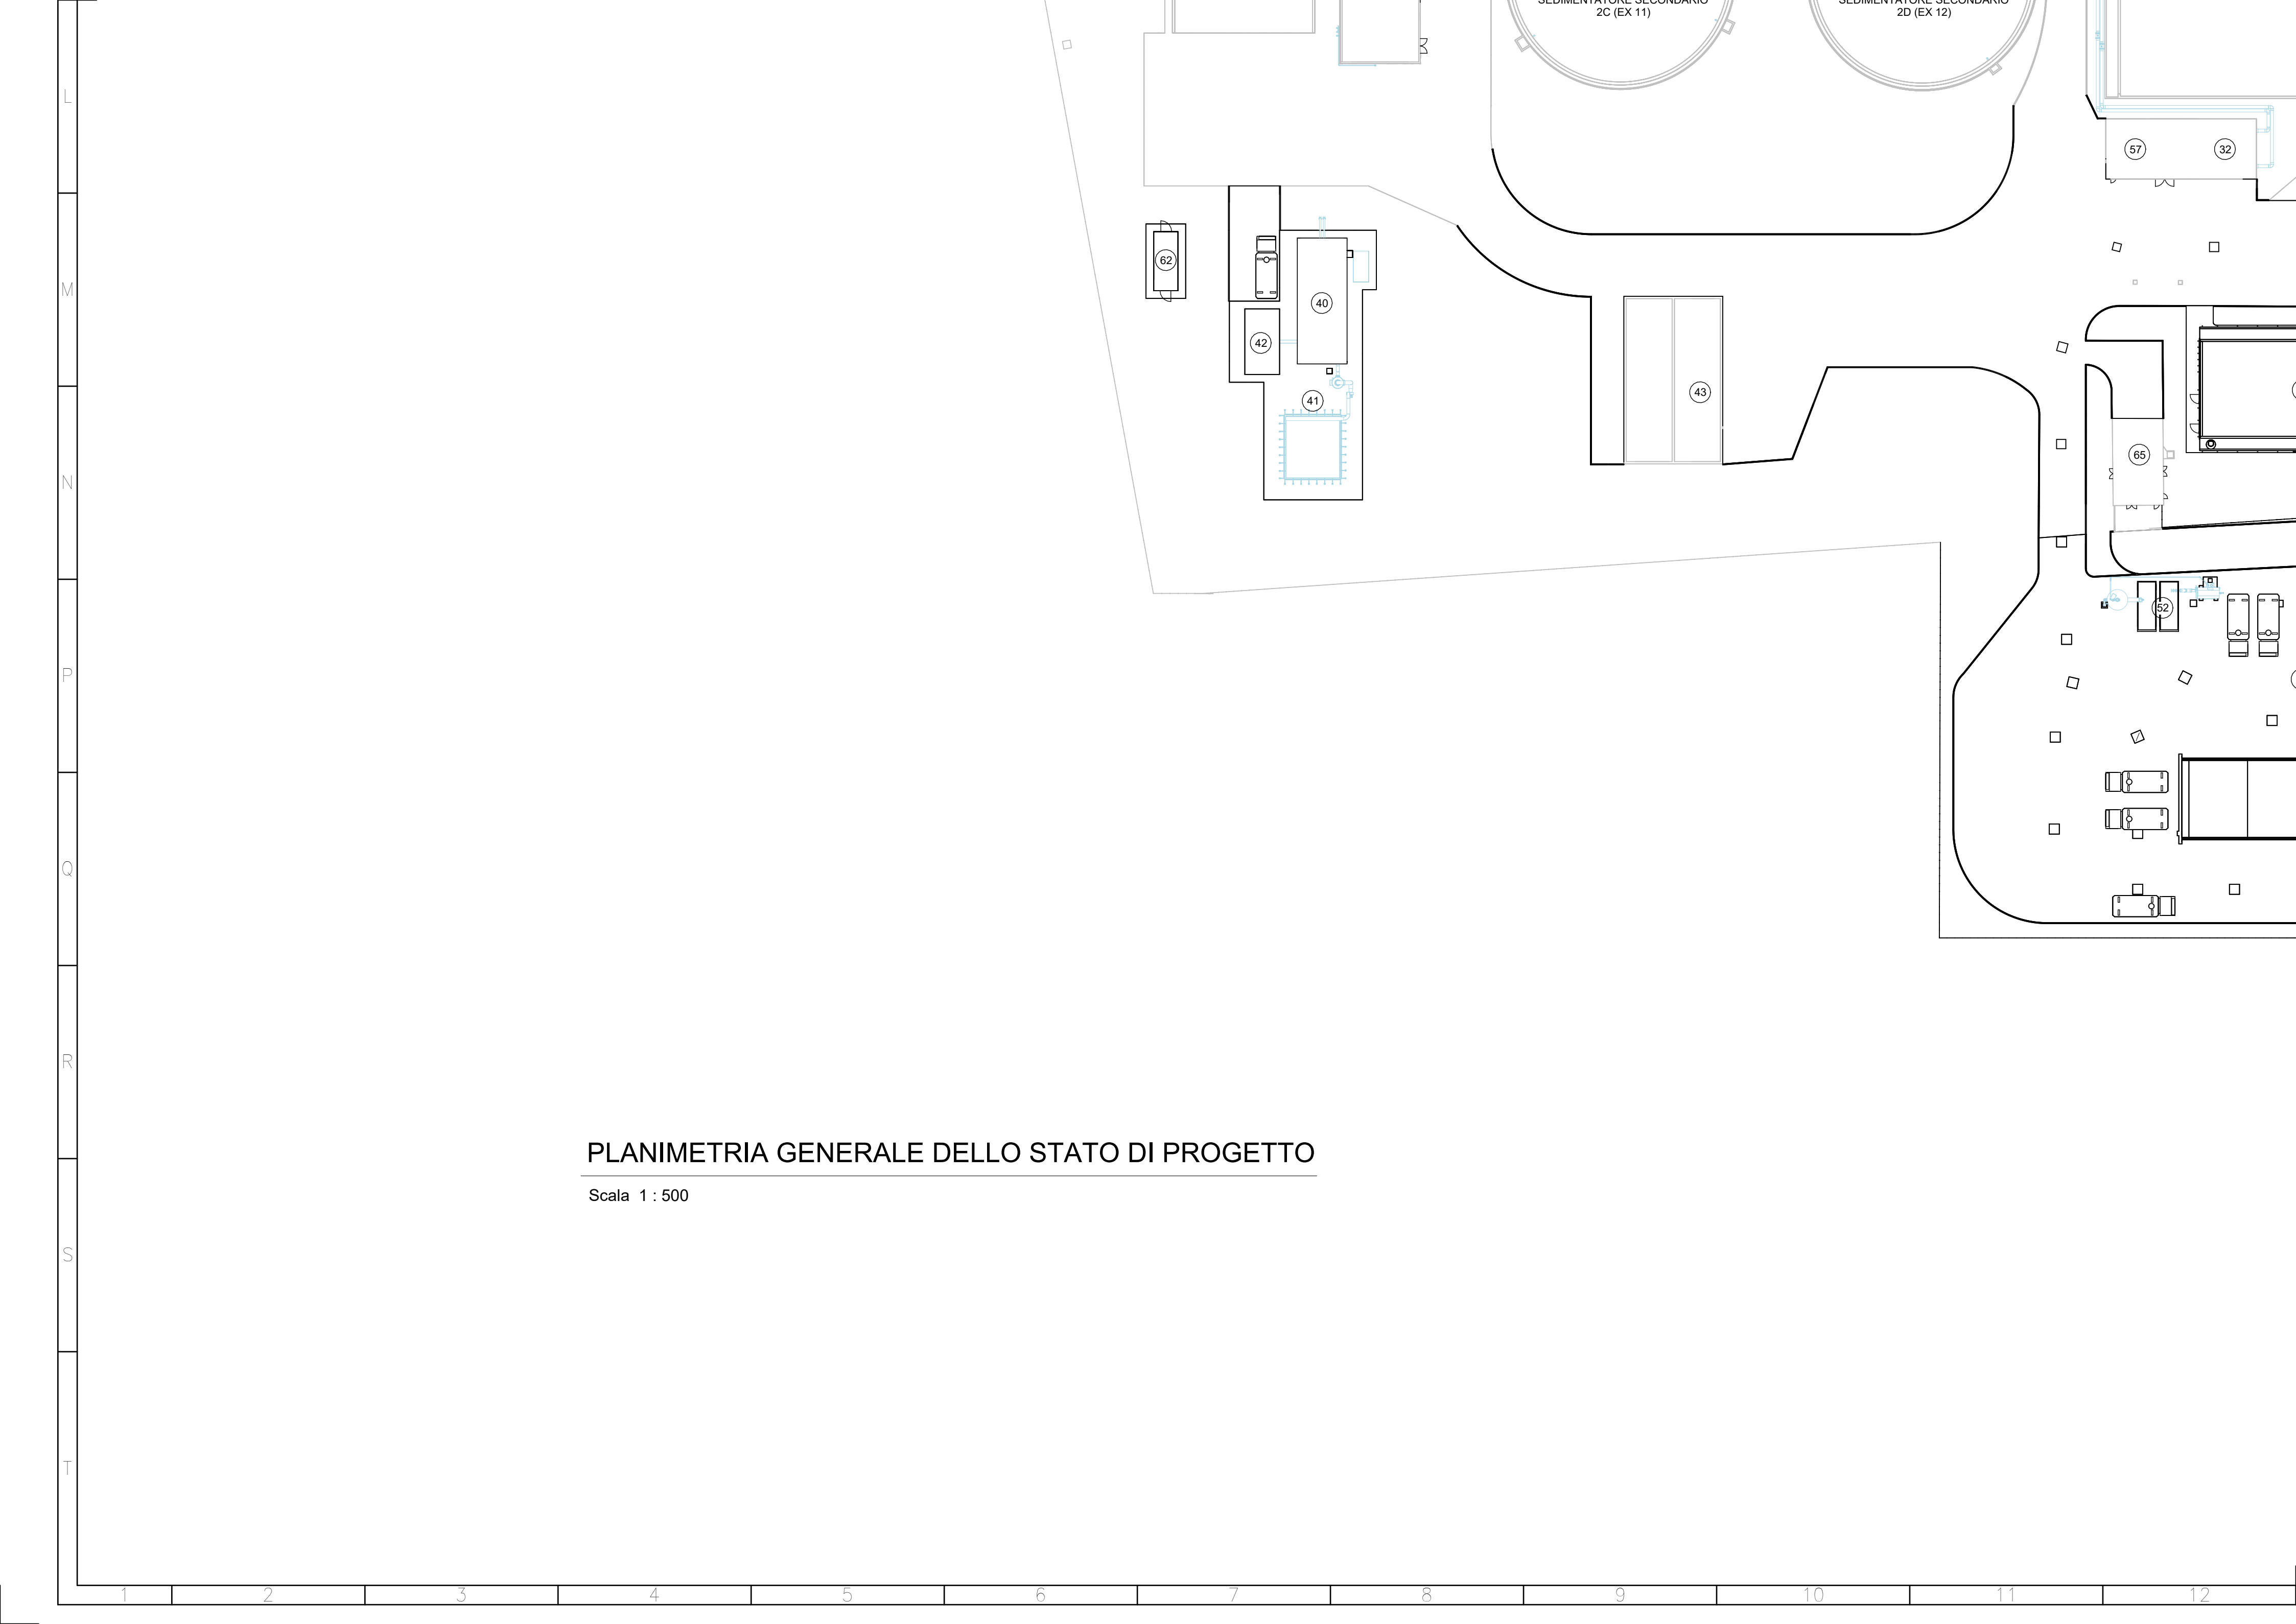 SEDIMENTATORE SECONDARIO
2C (EX 11)
SEDIMENTATORE SECONDARIO
2D (EX 12)
L
57
32
62
M
40
42
43
41
65
N
52
P
Q
R
PLANIMETRIA GENERALE DELLO STATO DI PROGETTO
Scala 1 : 500
S
T
1
2
3
4
5
6
7
8
9
10
11
12